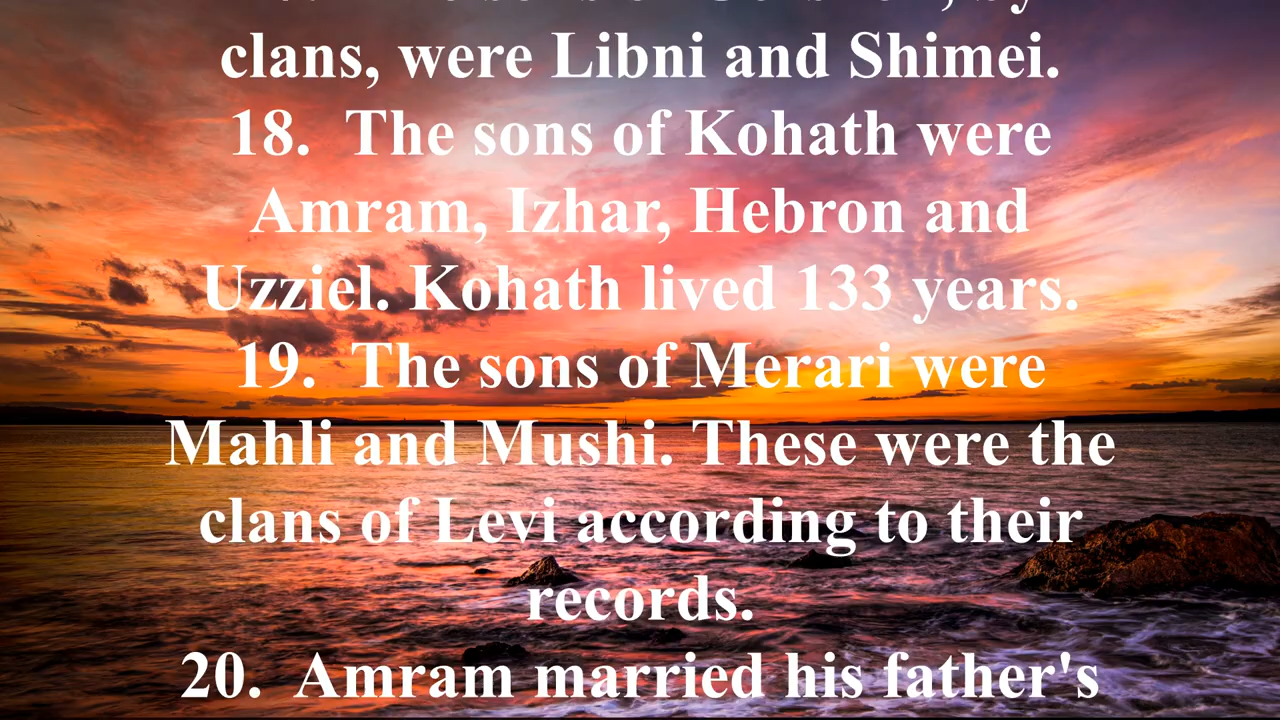 clans, were Libni and Shimei.
18. The sons of Kohath were
Amram, Izhar, Hebron and
Uzziel. Kohath lived 133 years.
19. The sons of Merari were
Mahli and Mushi. These were the
clans of Levi according to their
records.
20. Amram married his father's